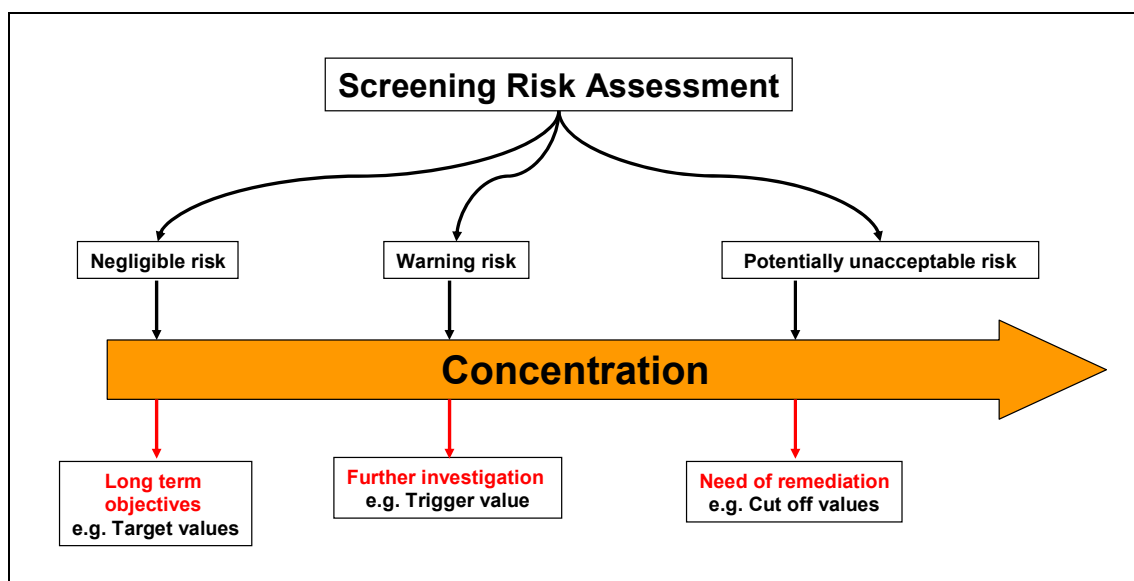 Screening Risk Assessment
Negligible risk
Warning risk
Potentially unacceptable risk
Concentration
Long term
objectives
e.g. Target values
Further investigation
e.g. Trigger value
Need of remediation
e.g. Cut off values